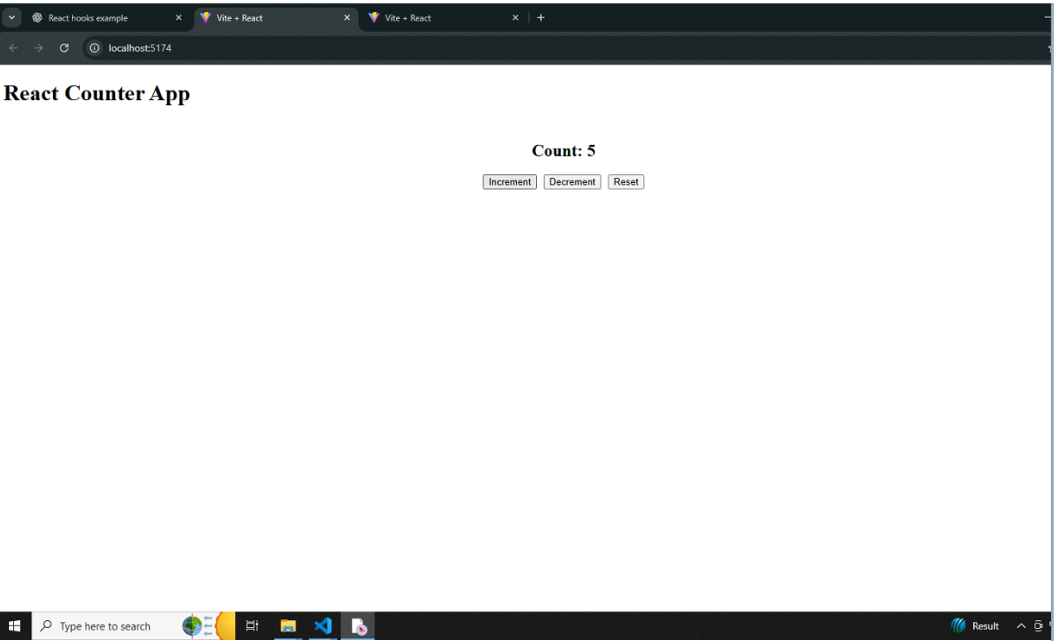 React hooks example
Vite + React
Vite + React
localhost:5174
React Counter App
Count: 5
Increment Decrement Reset
Type here to search
Result